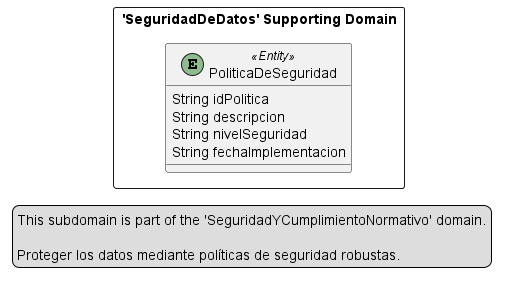 'SeguridadDeDatos' Supporting Domain
«Entity»
E PoliticaDeSeguridad
String idPolitica
String descripcion
String nivelSeguridad
String fechaImplementacion
This subdomain is part of the 'SeguridadYCumplimientoNormativo' domain.
Proteger los datos mediante políticas de seguridad robustas.